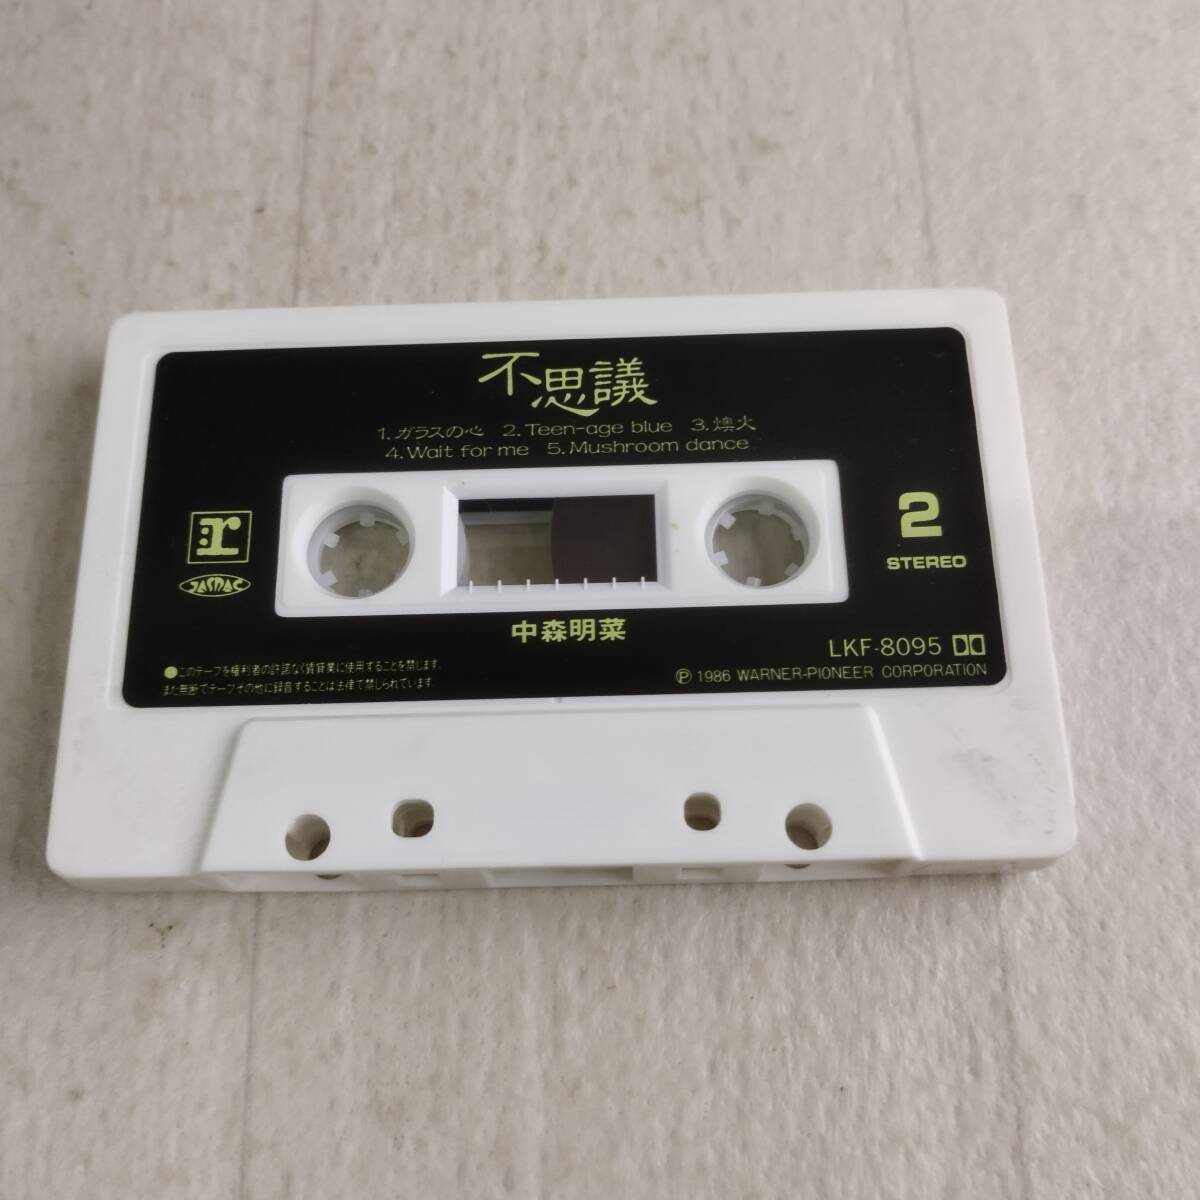 不思議
1.ガラスの心 2.Teen-age blue 3.燠火
4.Wait for me 5.Mushroom dance
r
JASRAC
2
STEREO
中森明菜
LKF-8095
●このテープを権利者の許諾なく賃貸業に使用することを禁じます。
また無断でテープその他に録音することは法律で禁じられています。
Ⓟ 1986 WARNER-PIONEER CORPORATION